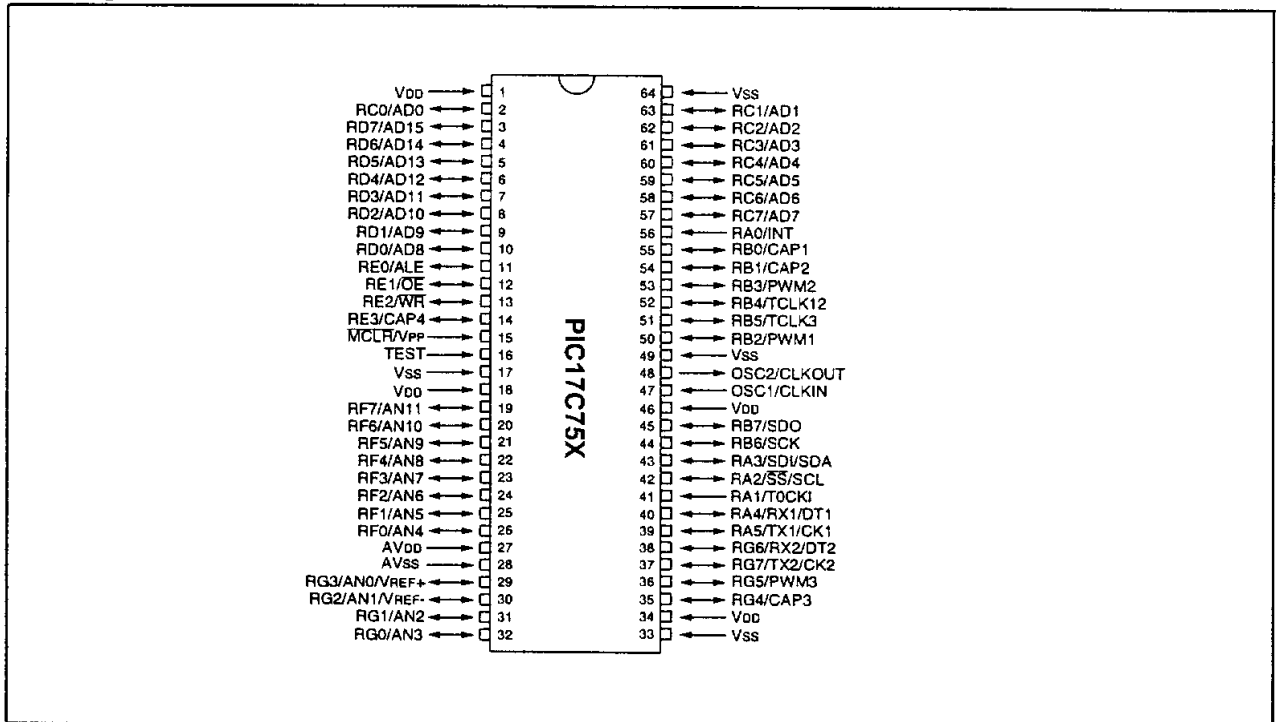 VDD 1
RC0/AD0 2
RD7/AD15 3
RD6/AD14 4
RD5/AD13 5
RD4/AD12 6
RD3/AD11 7
RD2/AD10 8
RD1/AD9 9
RD0/AD8 10
RE0/ALE 11
RE1/O̅E̅ 12
RE2/W̅R̅ 13
RE3/CAP4 14
M̅C̅L̅R̅/VPP 15
T̅E̅S̅T̅ 16
VSS 17
VDD 18
RF7/AN11 19
RF6/AN10 20
RF5/AN9 21
RF4/AN8 22
RF3/AN7 23
RF2/AN6 24
RF1/AN5 25
RF0/AN4 26
AVDD 27
AVSS 28
RG3/AN0/VREF+ 29
RG2/AN1/VREF- 30
RG1/AN2 31
RG0/AN3 32
PIC17C75X
64 VSS
63 RC1/AD1
62 RC2/AD2
61 RC3/AD3
60 RC4/AD4
59 RC5/AD5
58 RC6/AD6
57 RC7/AD7
56 RA0/INT
55 RB0/CAP1
54 RB1/CAP2
53 RB3/PWM2
52 RB4/TCLK12
51 RB5/TCLK3
50 RB2/PWM1
49 VSS
48 OSC2/CLKOUT
47 OSC1/CLKIN
46 VDD
45 RB7/SDO
44 RB6/SCK
43 RA3/SDI/SDA
42 RA2/S̅S̅/SCL
41 RA1/T0CKI
40 RA4/RX1/DT1
39 RA5/TX1/CK1
38 RG6/RX2/DT2
37 RG7/TX2/CK2
36 RG5/PWM3
35 RG4/CAP3
34 VDD
33 VSS